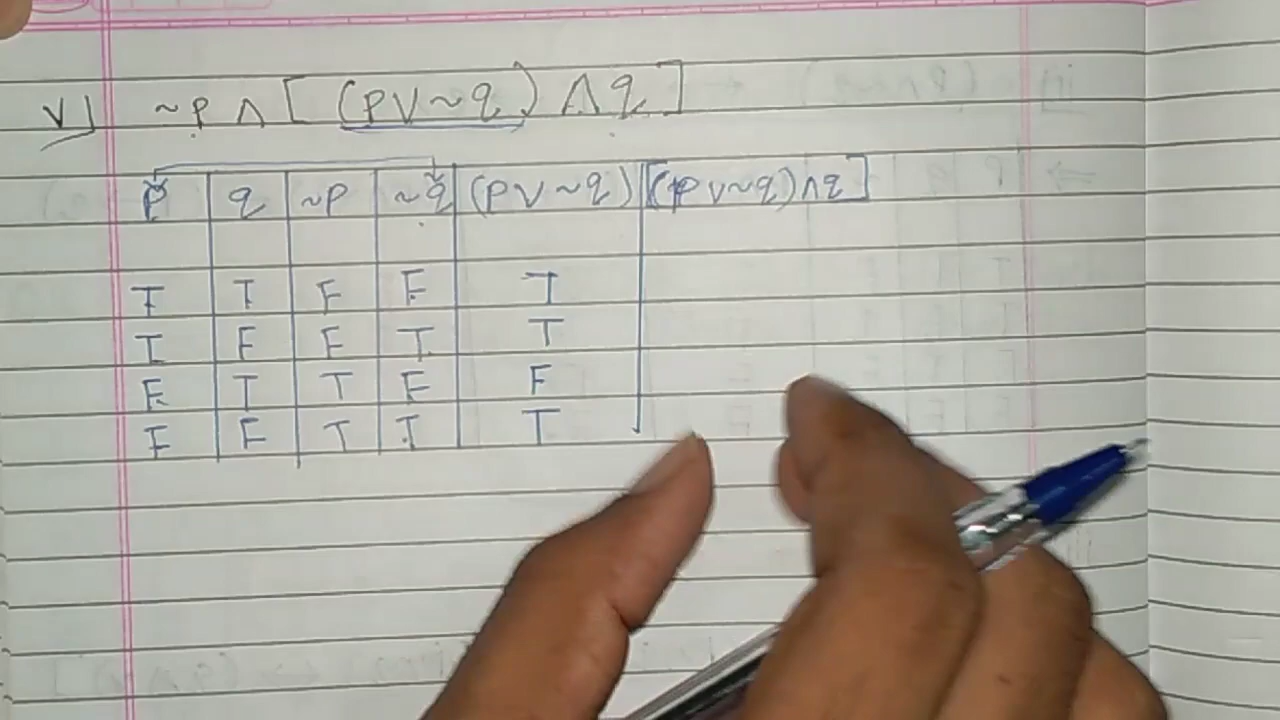 v] ~p ∧ [ (p ∨ ~q) ∧ q ]
p q ~p ~q (p ∨ ~q) [(p ∨ ~q) ∧ q ]
T T F F T
T F F T T
F T T F F
F F T T T